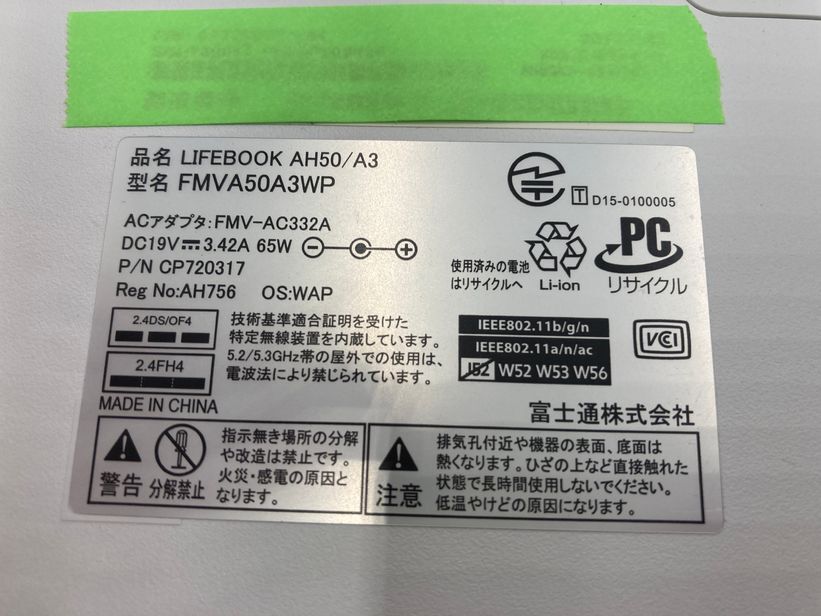 品名 LIFEBOOK AH50/A3
型名 FMVA50A3WP
T D15-0100005
ACアダプタ:FMV-AC332A
DC19V 3.42A 65W
P/N CP720317
Reg No:AH756 OS:WAP
使用済みの電池
はリサイクルへ
Li-ion
PC
リサイクル
2.4DS/OF4
2.4FH4
技術基準適合証明を受けた
特定無線装置を内蔵しています。
5.2/5.3GHz帯の屋外での使用は、
電波法により禁じられています。
IEEE802.11b/g/n
IEEE802.11a/n/ac
J52 W52 W53 W56
VCI
MADE IN CHINA
富士通株式会社
警告
分解禁止
指示無き場所の分解
や改造は禁止です。
火災・感電の原因と
なります。
注意
排気孔付近や機器の表面、底面は
熱くなります。ひざの上など直接触れた
状態で長時間使用しないでください。
低温やけどの原因になります。